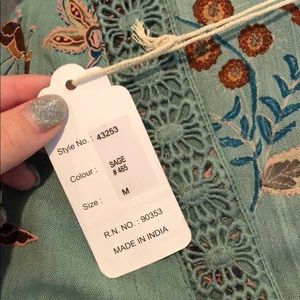 Style No.: 43253
Colour: SAGE
# 465
Size: M
R.N. NO.: 90353
MADE IN INDIA